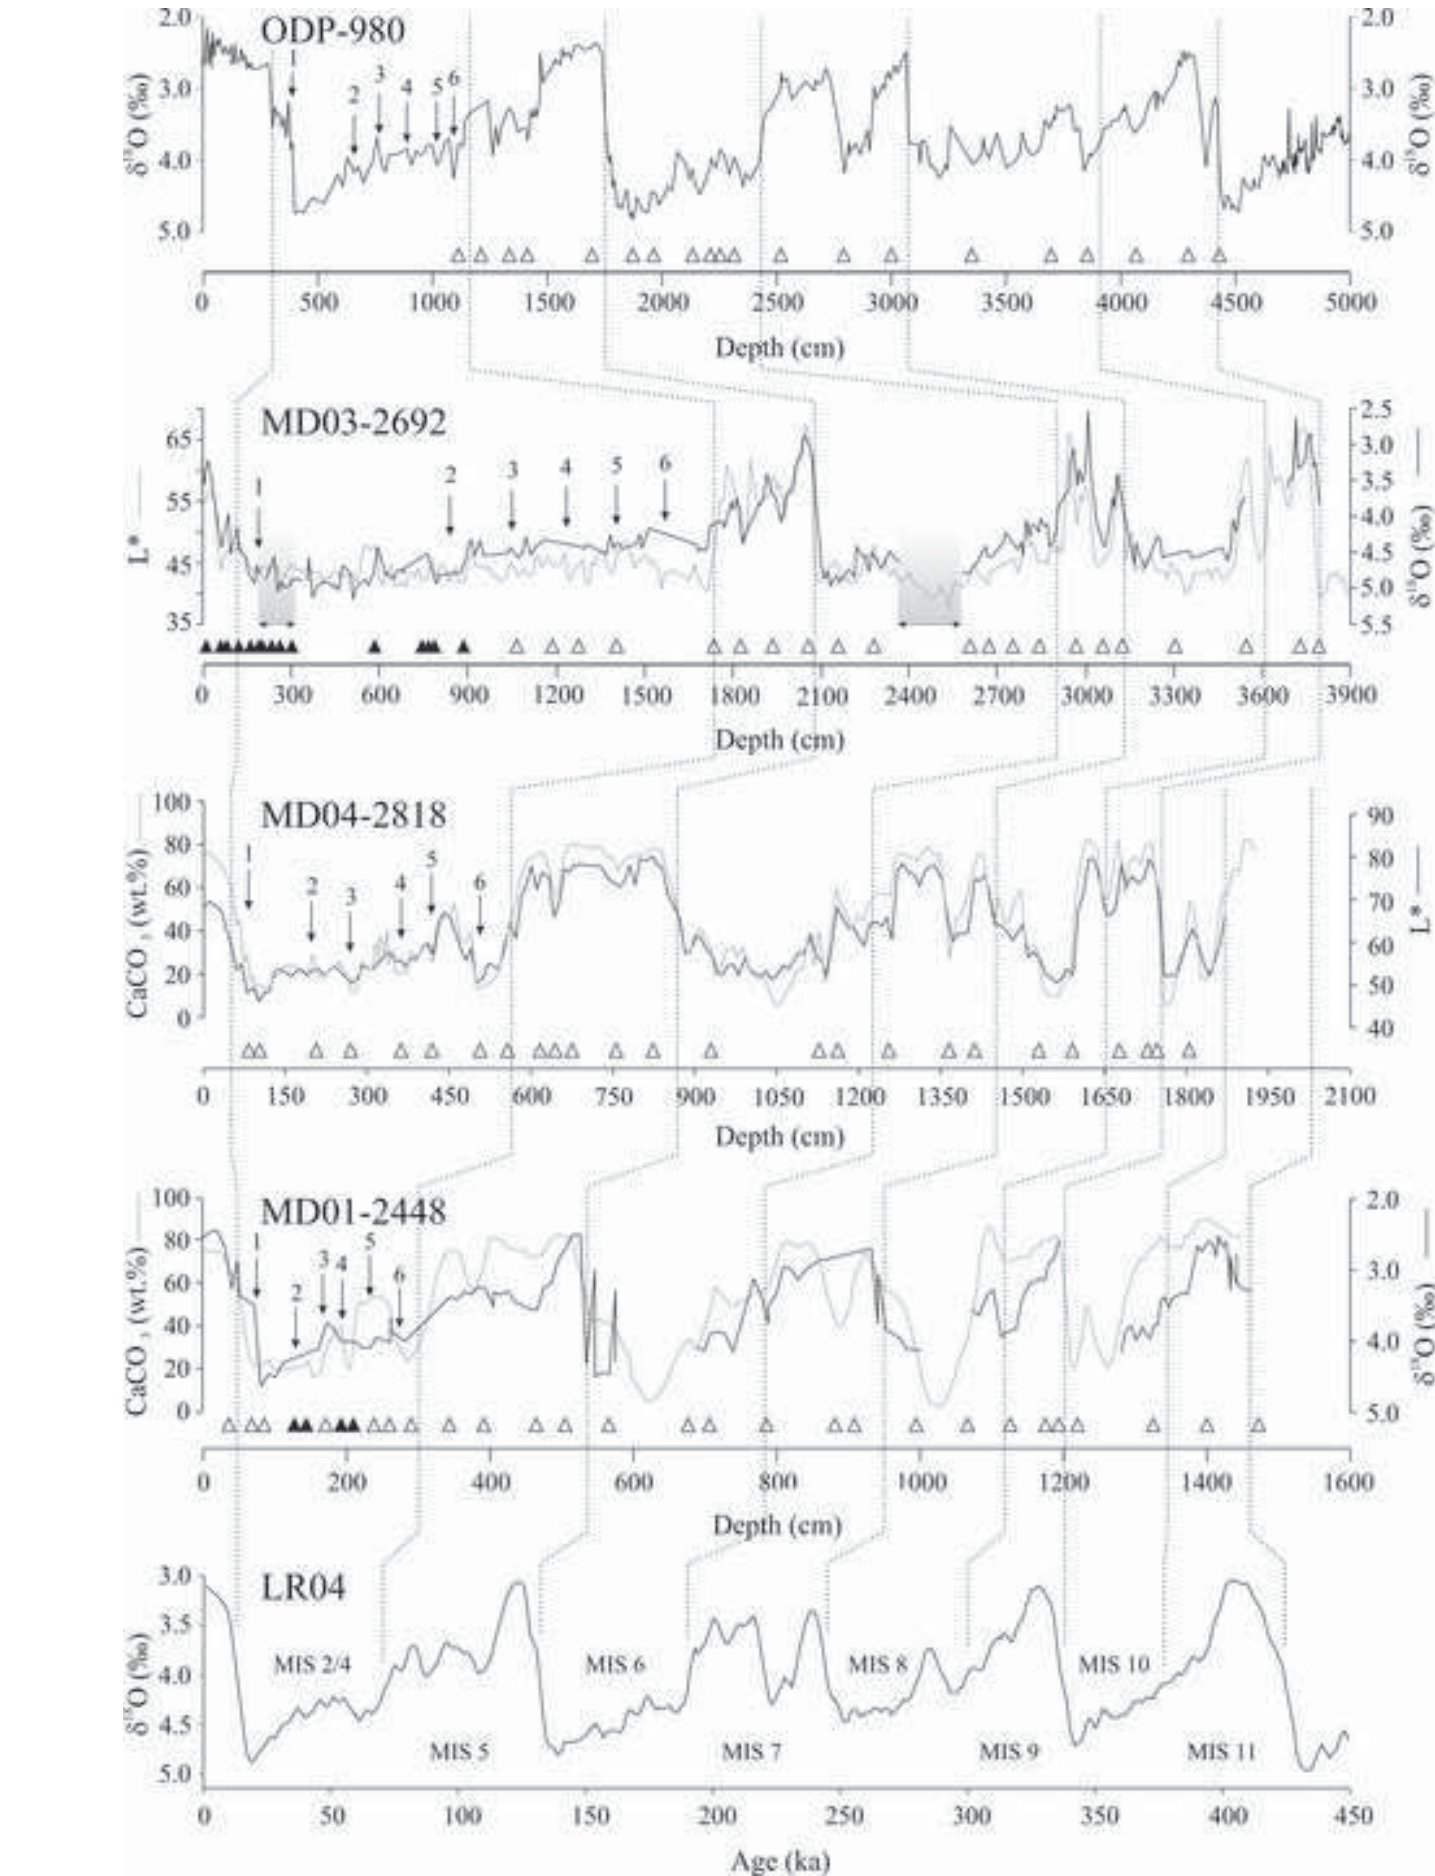 ODP-980
2.0
3.0
4.0
5.0
δ¹⁸O (‰)
1
2
3
4
5
6
2.0
3.0
4.0
5.0
δ¹⁸O (‰)
0 500 1000 1500 2000 2500 3000 3500 4000 4500 5000
Depth (cm)
MD03-2692
65
55
45
35
L*
1
2
3
4
5
6
2.5
3.0
3.5
4.0
4.5
5.0
5.5
δ¹⁸O (‰)
0 300 600 900 1200 1500 1800 2100 2400 2700 3000 3300 3600 3900
Depth (cm)
MD04-2818
100
80
60
40
20
0
CaCO₃ (wt.%)
1
2
3
4
5
6
90
80
70
60
50
40
L*
0 150 300 450 600 750 900 1050 1200 1350 1500 1650 1800 1950 2100
Depth (cm)
MD01-2448
100
80
60
40
20
0
CaCO₃ (wt.%)
1
2
3
4
5
6
2.0
3.0
4.0
5.0
δ¹⁸O (‰)
0 200 400 600 800 1000 1200 1400 1600
Depth (cm)
LR04
3.0
3.5
4.0
4.5
5.0
δ¹⁸O (‰)
MIS 2/4
MIS 6
MIS 8
MIS 10
MIS 5
MIS 7
MIS 9
MIS 11
0 50 100 150 200 250 300 350 400 450
Age (ka)